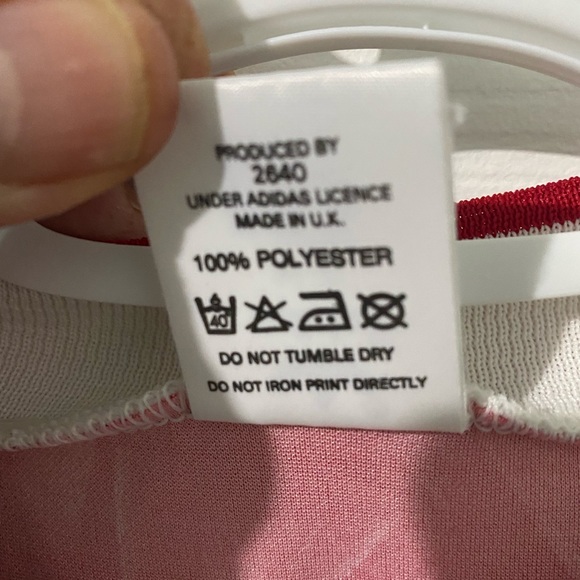 PRODUCED BY
2640
UNDER ADIDAS LICENCE
MADE IN U.K.
100% POLYESTER
40
DO NOT TUMBLE DRY
DO NOT IRON PRINT DIRECTLY